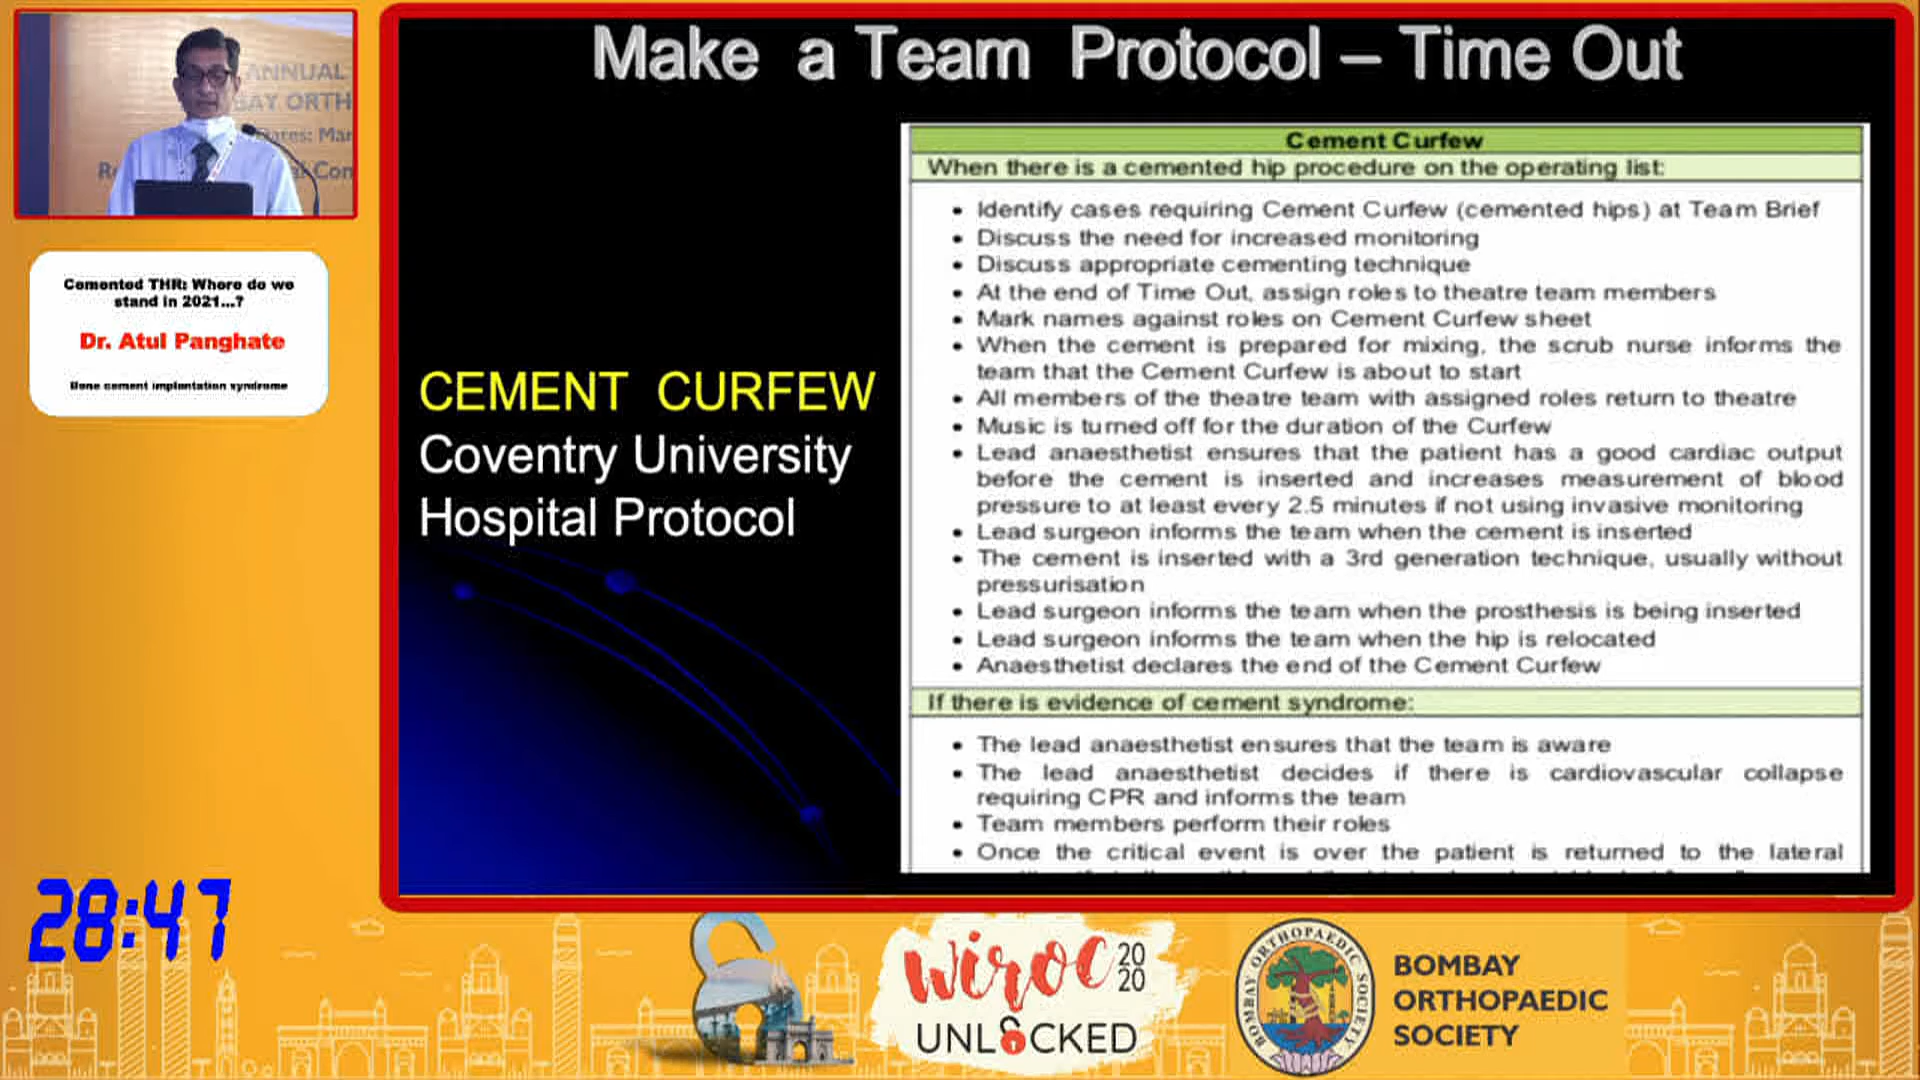 ANNUAL
BAY ORTH
Dates: Mar
Con
Cemented THR: Where do we
stand in 2021...?
Dr. Atul Panghate
Bone cement implantation syndrome
28:47
Make a Team Protocol – Time Out
CEMENT CURFEW
Coventry University
Hospital Protocol
Cement Curfew
When there is a cemented hip procedure on the operating list:
• Identify cases requiring Cement Curfew (cemented hips) at Team Brief
• Discuss the need for increased monitoring
• Discuss appropriate cementing technique
• At the end of Time Out, assign roles to theatre team members
• Mark names against roles on Cement Curfew sheet
• When the cement is prepared for mixing, the scrub nurse informs the
team that the Cement Curfew is about to start
• All members of the theatre team with assigned roles return to theatre
• Music is turned off for the duration of the Curfew
• Lead anaesthetist ensures that the patient has a good cardiac output
before the cement is inserted and increases measurement of blood
pressure to at least every 2.5 minutes if not using invasive monitoring
• Lead surgeon informs the team when the cement is inserted
• The cement is inserted with a 3rd generation technique, usually without
pressurisation
• Lead surgeon informs the team when the prosthesis is being inserted
• Lead surgeon informs the team when the hip is relocated
• Anaesthetist declares the end of the Cement Curfew
If there is evidence of cement syndrome:
• The lead anaesthetist ensures that the team is aware
• The lead anaesthetist decides if there is cardiovascular collapse
requiring CPR and informs the team
• Team members perform their roles
• Once the critical event is over the patient is returned to the lateral
WIROC 20
20
UNLOCKED
BOMBAY ORTHOPAEDIC SOCIETY
BOMBAY
ORTHOPAEDIC
SOCIETY